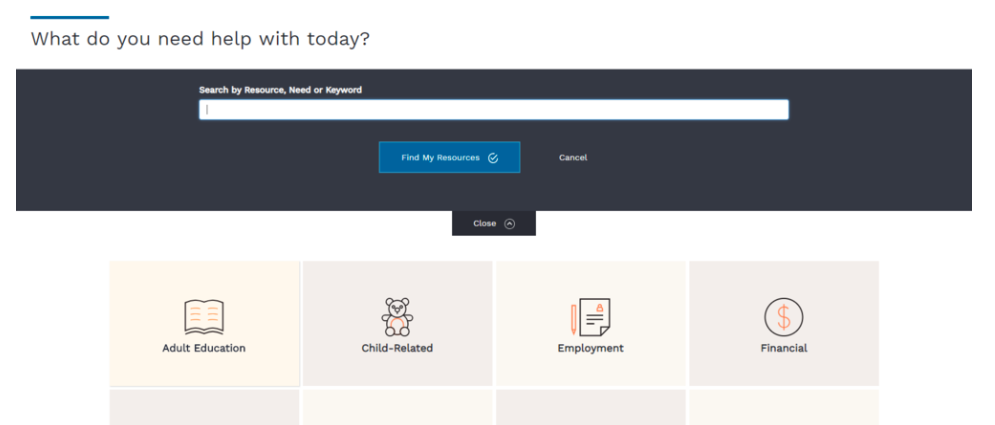 What do you need help with today?
Search by Resource, Need or Keyword
Find My Resources
Cancel
Close
Adult Education
Child-Related
Employment
Financial